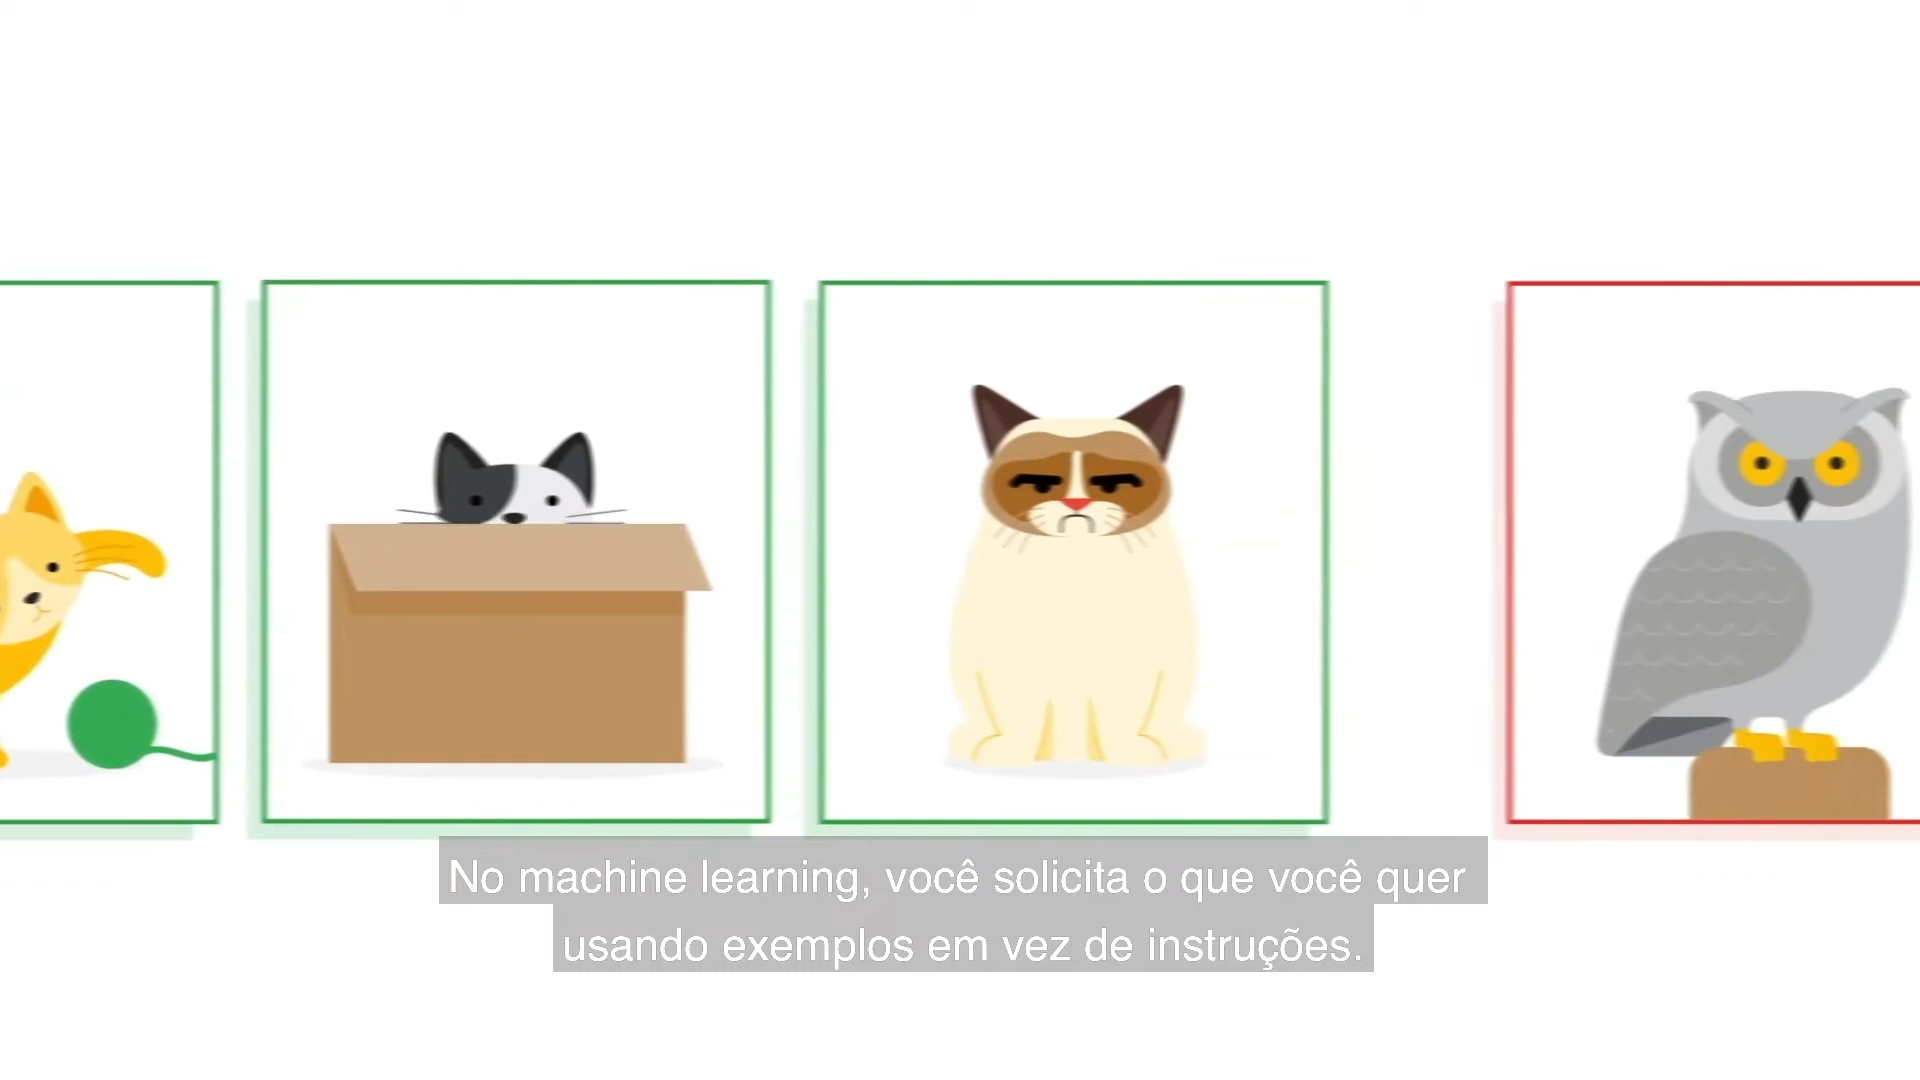 No machine learning, você solicita o que você quer
usando exemplos em vez de instruções.